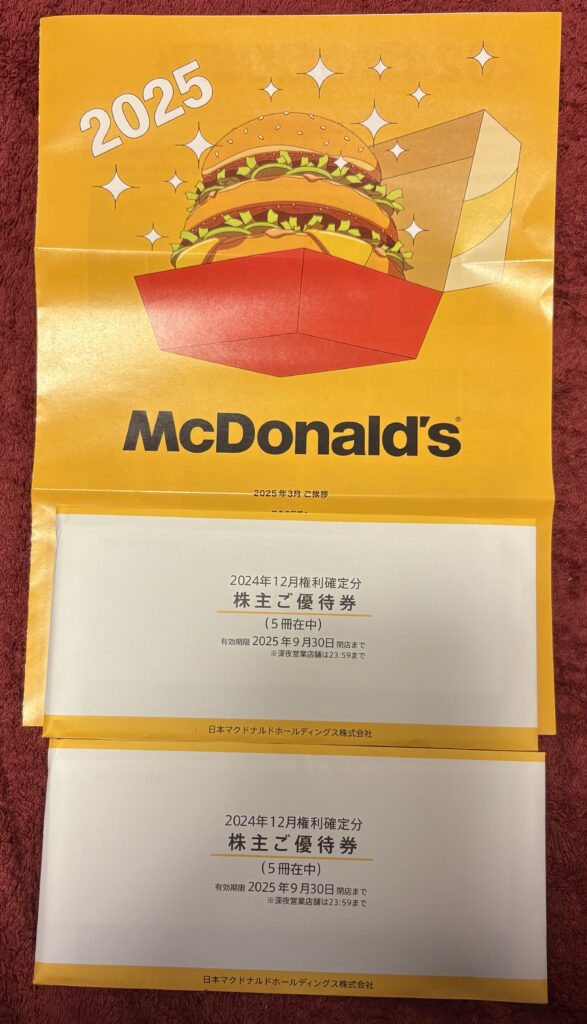 2025
McDonald's®
2025年3月 ご挨拶
2024年12月権利確定分
株主ご優待券
(5冊在中)
有効期限 2025年9月30日 閉店まで
※深夜営業店舗は23:59まで
日本マクドナルドホールディングス株式会社
2024年12月権利確定分
株主ご優待券
(5冊在中)
有効期限 2025年9月30日 閉店まで
※深夜営業店舗は23:59まで
日本マクドナルドホールディングス株式会社